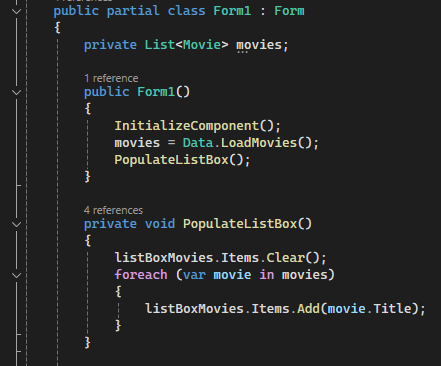 public partial class Form1 : Form
{
private List<Movie> movies;
1 reference
public Form1()
{
InitializeComponent();
movies = Data.LoadMovies();
PopulateListBox();
}
4 references
private void PopulateListBox()
{
listBoxMovies.Items.Clear();
foreach (var movie in movies)
{
listBoxMovies.Items.Add(movie.Title);
}
}